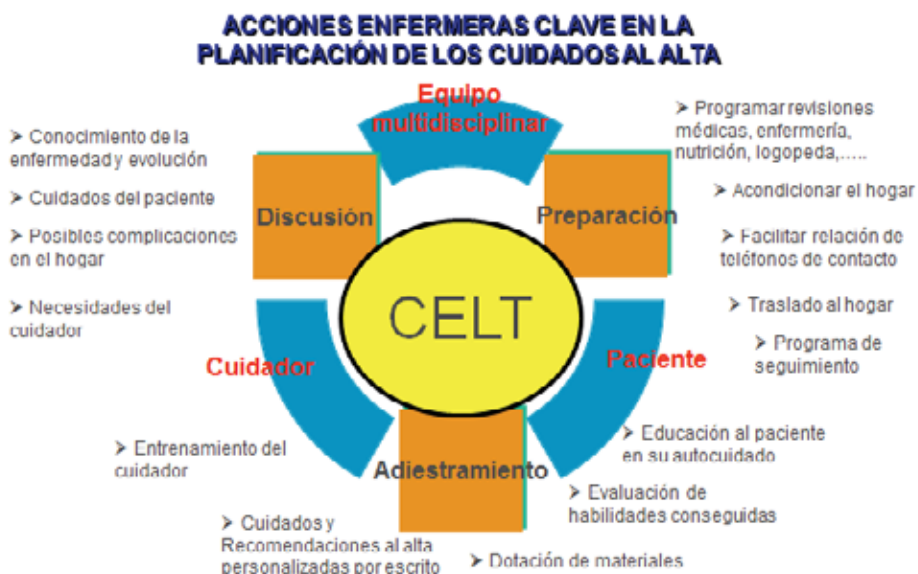 ACCIONES ENFERMERAS CLAVE EN LA
PLANIFICACIÓN DE LOS CUIDADOS AL ALTA
Equipo
multidisciplinar
➤ Conocimiento de la
enfermedad y evolución
➤ Cuidados del paciente
➤ Posibles complicaciones
en el hogar
➤ Necesidades del
cuidador
Discusión
Preparación
➤ Programar revisiones
médicas, enfermería,
nutrición, logopeda,.....
➤ Acondicionar el hogar
➤ Facilitar relación de
teléfonos de contacto
➤ Traslado al hogar
➤ Programa de
seguimiento
CELT
Cuidador
Paciente
➤ Entrenamiento del
cuidador
Adiestramiento
➤ Educación al paciente
en su autocuidado
➤ Evaluación de
habilidades conseguidas
➤ Cuidados y
Recomendaciones al alta
personalizadas por escrito
➤ Dotación de materiales